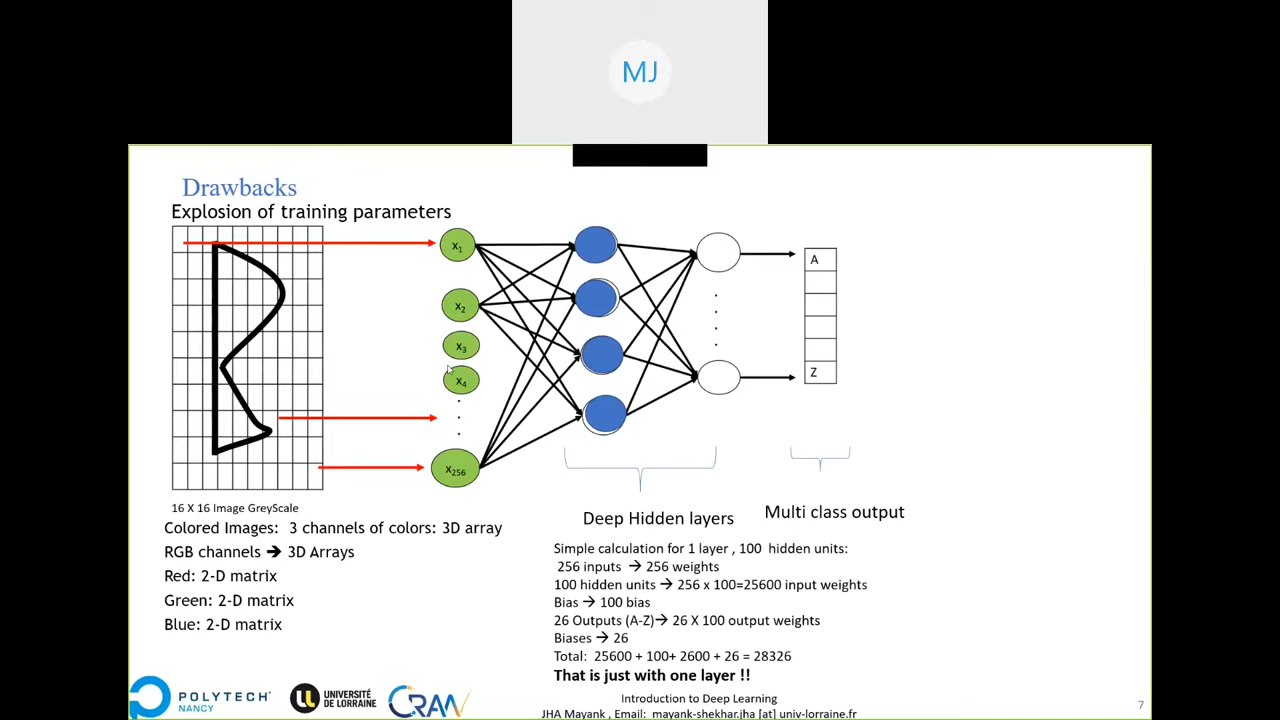 MJ
Drawbacks
Explosion of training parameters
x1
x2
x3
x4
x256
A
Z
16 X 16 Image GreyScale
Colored Images: 3 channels of colors: 3D array
RGB channels ➔ 3D Arrays
Red: 2-D matrix
Green: 2-D matrix
Blue: 2-D matrix
Deep Hidden layers
Multi class output
Simple calculation for 1 layer , 100 hidden units:
256 inputs → 256 weights
100 hidden units → 256 x 100=25600 input weights
Bias → 100 bias
26 Outputs (A-Z)→ 26 X 100 output weights
Biases → 26
Total: 25600 + 100+ 2600 + 26 = 28326
That is just with one layer !!
POLYTECH
NANCY
UNIVERSITÉ
DE LORRAINE
CRAN
Introduction to Deep Learning
JHA Mayank , Email: mayank-shekhar.jha [at] univ-lorraine.fr
7